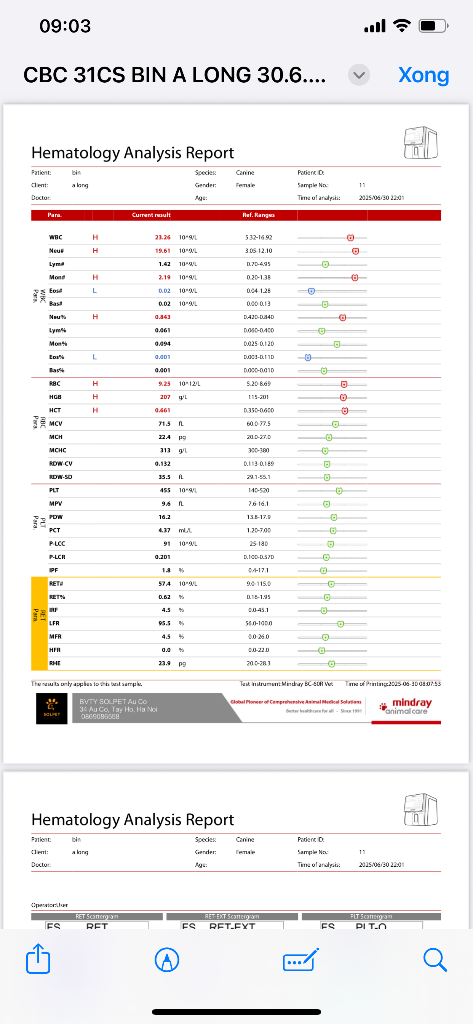 09:03
CBC 31CS BIN A LONG 30.6.... Xong
Hematology Analysis Report
Patient: bin Species: Canine Patient ID:
Client: a long Gender: Female Sample No.: 11
Doctor: Age: Time of analysis: 2025/06/30 22:01
Para. Current result Ref. Ranges
WBC Para.
WBC H 23.26 10^9/L 5.32-16.92
Neu# H 19.61 10^9/L 3.05-12.10
Lym# 1.42 10^9/L 0.70-4.95
Mon# H 2.19 10^9/L 0.20-1.38
Eos# L 0.02 10^9/L 0.04-1.28
Bas# 0.02 10^9/L 0.00-0.13
Neu% H 0.843 0.420-0.840
Lym% 0.061 0.060-0.400
Mon% 0.094 0.025-0.120
Eos% L 0.001 0.003-0.110
Bas% 0.001 0.000-0.010
RBC Para.
RBC H 9.25 10^12/L 5.20-8.69
HGB H 207 g/L 115-201
HCT H 0.661 0.350-0.600
MCV 71.5 fL 60.0-77.5
MCH 22.4 pg 20.0-27.0
MCHC 313 g/L 300-380
RDW-CV 0.132 0.113-0.189
RDW-SD 35.5 fL 29.1-55.1
PLT Para.
PLT 455 10^9/L 140-520
MPV 9.6 fL 7.6-16.1
PDW 16.2 13.8-17.9
PCT 4.37 mL/L 1.20-7.00
P-LCC 91 10^9/L 25-180
P-LCR 0.201 0.100-0.570
IPF 1.8 % 0.4-17.1
RET Para.
RET# 57.4 10^9/L 9.0-115.0
RET% 0.62 % 0.16-1.95
IRF 4.5 % 0.0-45.1
LFR 95.5 % 56.0-100.0
MFR 4.5 % 0.0-26.0
HFR 0.0 % 0.0-22.0
RHE 23.9 pg 20.0-28.3
The results only applies to this test sample. Test Instrument:Mindray BC-60R Vet Time of Printing:2025-06-30 08:07:53
SOLPET
BVTY SOLPET Au Co
34 Au Co, Tay Ho, Ha Noi
Global Pioneer of Comprehensive Animal Medical Solutions
Better healthcare for all - Since 1991
mindray
animal care
Hematology Analysis Report
Patient: bin Species: Canine Patient ID:
Client: a long Gender: Female Sample No.: 11
Doctor: Age: Time of analysis: 2025/06/30 22:01
Operator:User
RET Scattergram RET-EXT Scattergram PLT Scattergram
FS RET FS RET-EXT FS PLT-O